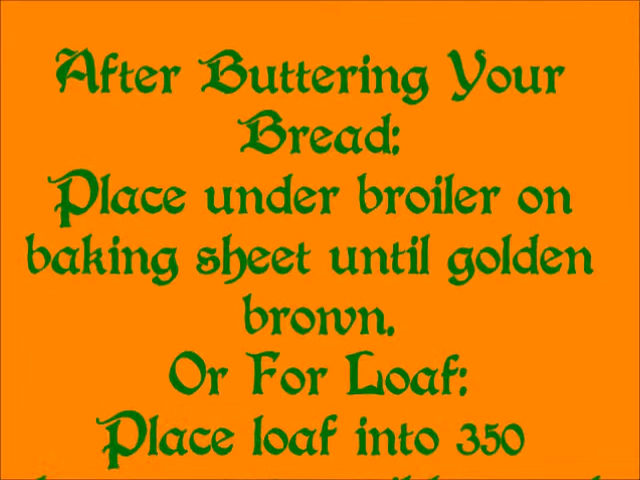 After Buttering Your
Bread:
Place under broiler on
baking sheet until golden
brown.
Or For Loaf:
Place loaf into 350